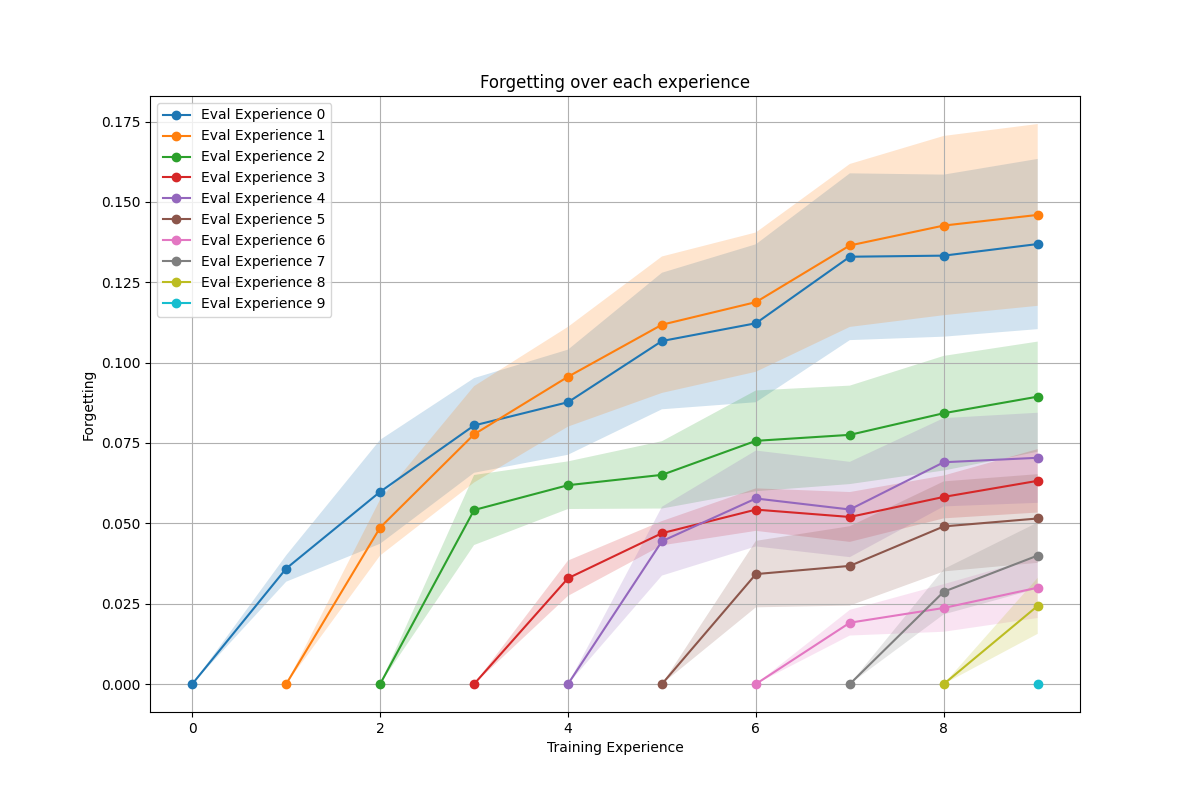 Forgetting over each experience
Eval Experience 0
Eval Experience 1
Eval Experience 2
Eval Experience 3
Eval Experience 4
Eval Experience 5
Eval Experience 6
Eval Experience 7
Eval Experience 8
Eval Experience 9
0.175
0.150
0.125
0.100
0.075
0.050
0.025
0.000
Forgetting
0 2 4 6 8
Training Experience